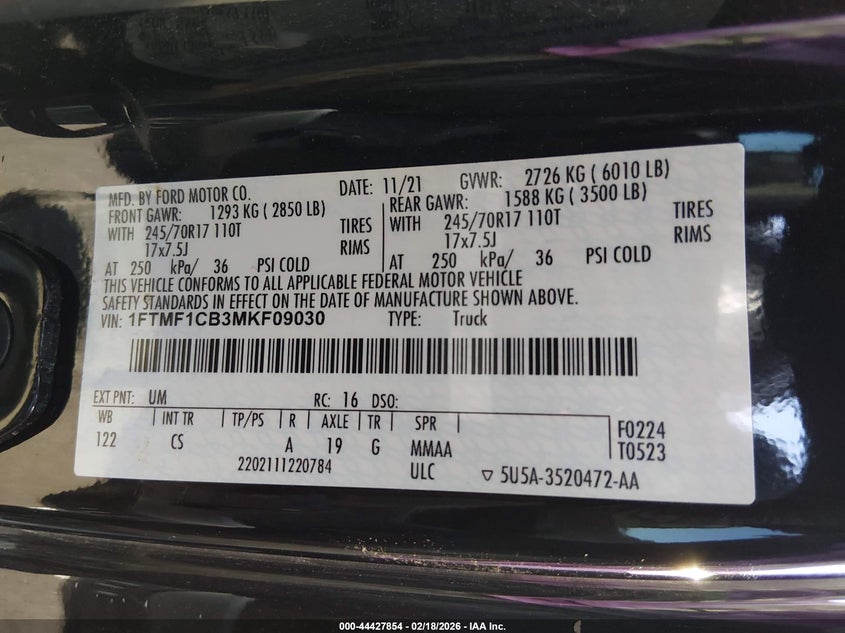 MFD. BY FORD MOTOR CO. DATE: 11/21 GVWR: 2726 KG ( 6010 LB)
FRONT GAWR: 1293 KG ( 2850 LB) REAR GAWR: 1588 KG ( 3500 LB)
WITH 245/70R17 110T TIRES WITH 245/70R17 110T TIRES
17x7.5J RIMS 17x7.5J RIMS
AT 250 kPa/ 36 PSI COLD AT 250 kPa/ 36 PSI COLD
THIS VEHICLE CONFORMS TO ALL APPLICABLE FEDERAL MOTOR VEHICLE
SAFETY STANDARDS IN EFFECT ON THE DATE OF MANUFACTURE SHOWN ABOVE.
VIN: 1FTMF1CB3MKF09030 TYPE: Truck
EXT PNT: UM RC: 16 DSO:
WB INT TR TP/PS R AXLE TR SPR F0224
122 CS A 19 G MMAA T0523
2202111220784 ULC ▽ 5U5A-3520472-AA
000-44427854 - 02/18/2026 - IAA Inc.